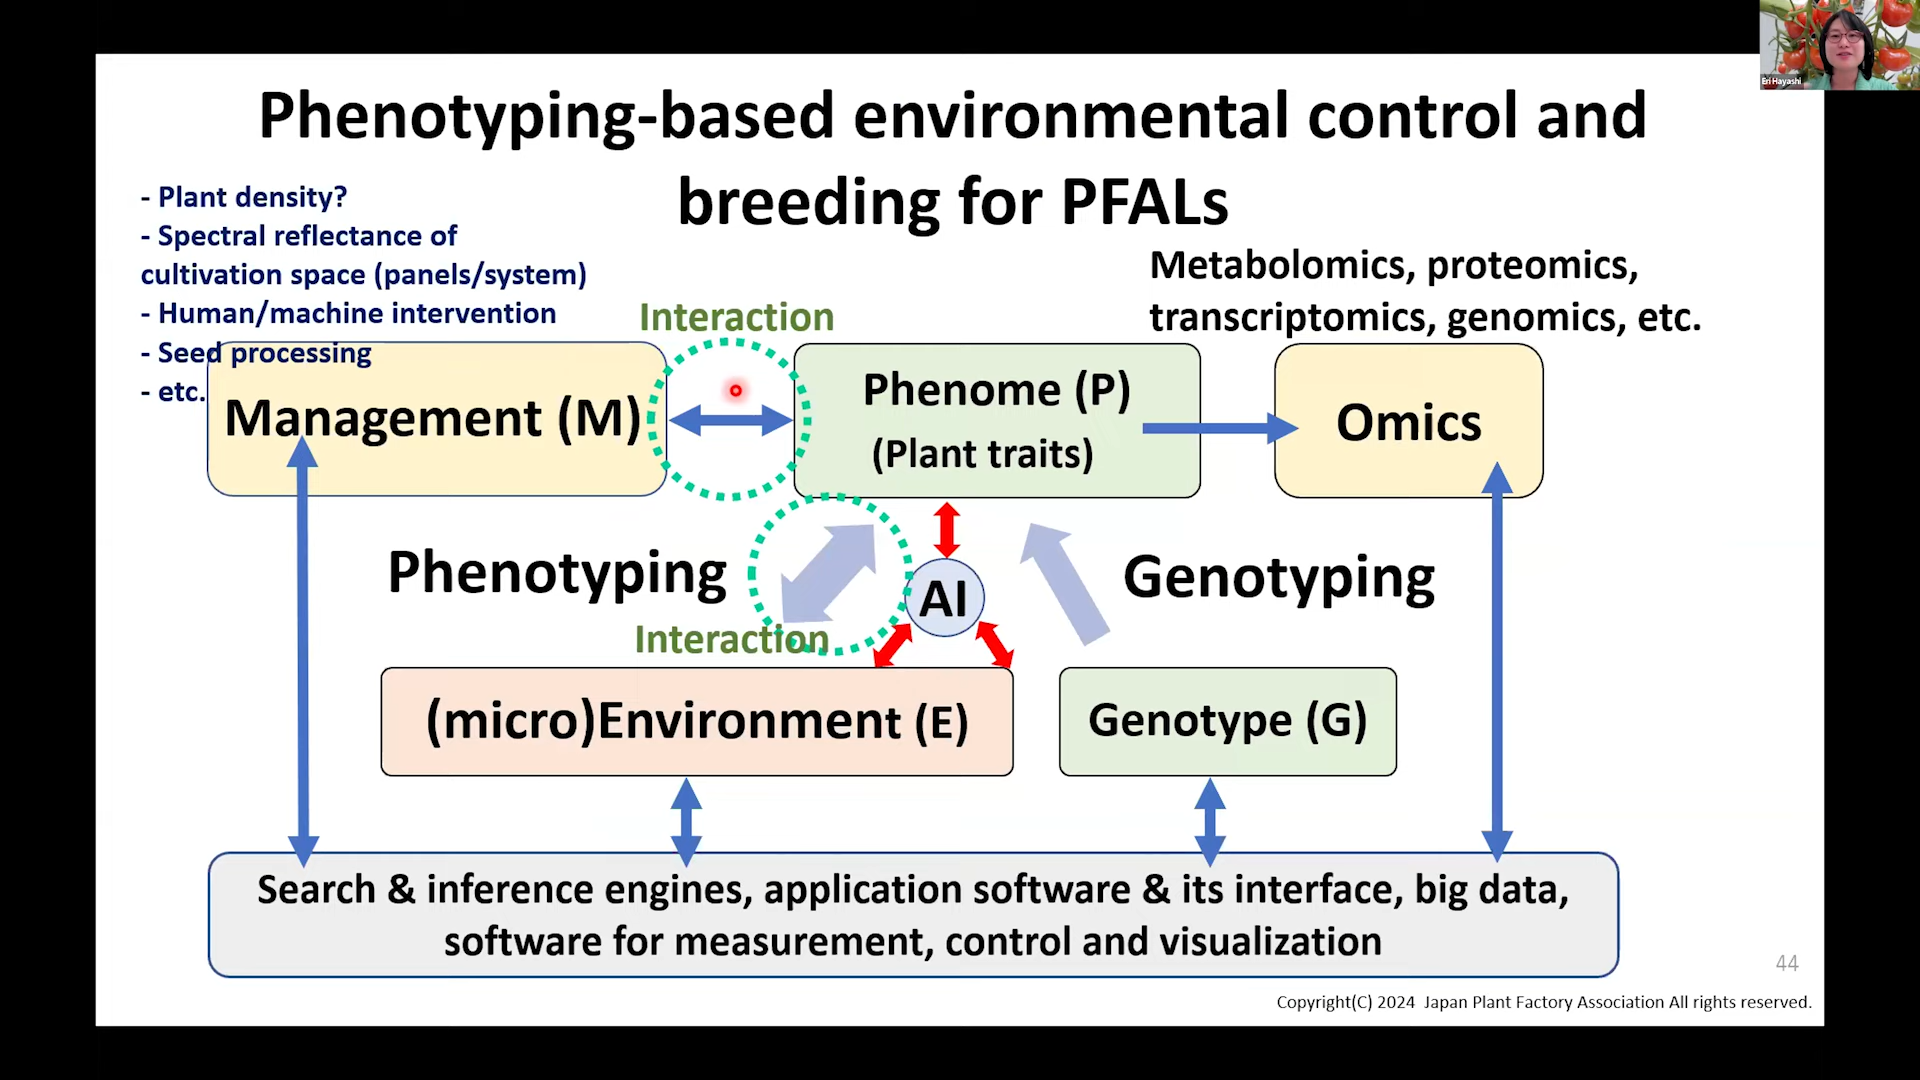 Eri Hayashi
Phenotyping-based environmental control and
breeding for PFALs
- Plant density?
- Spectral reflectance of
cultivation space (panels/system)
- Human/machine intervention
- Seed processing
- etc.
Metabolomics, proteomics,
transcriptomics, genomics, etc.
Interaction
Management (M)
Phenome (P)
(Plant traits)
Omics
Phenotyping
AI
Genotyping
Interaction
(micro)Environment (E)
Genotype (G)
Search & inference engines, application software & its interface, big data,
software for measurement, control and visualization
44
Copyright(C) 2024 Japan Plant Factory Association All rights reserved.